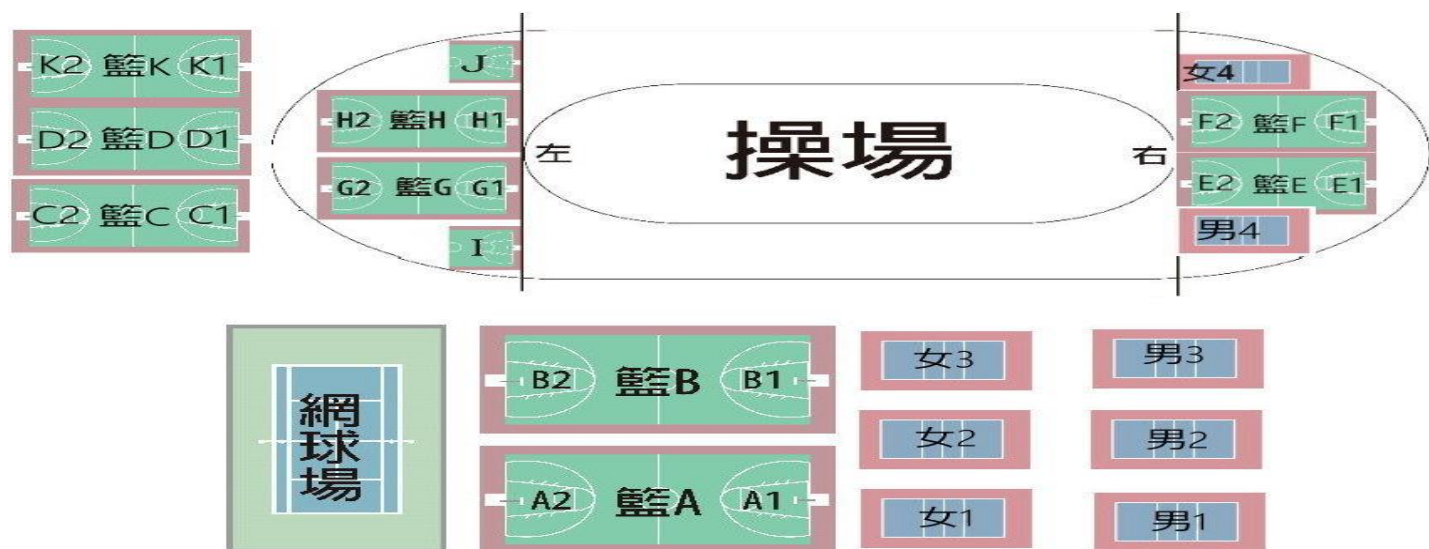 K2 籃K K1
D2 籃D D1
C2 籃C C1
J
H2 籃H H1
G2 籃G G1
I
左
操場
右
女4
F2 籃F F1
E2 籃E E1
男4
網球場
B2 籃B B1
A2 籃A A1
女3
男3
女2
男2
女1
男1